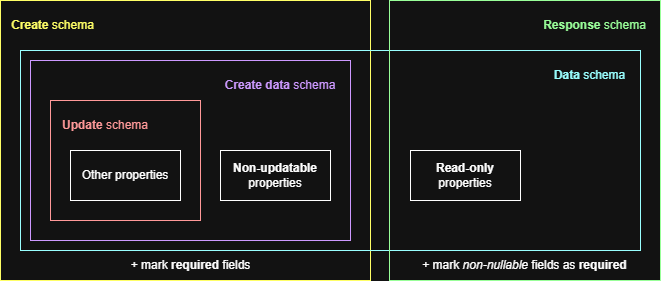 Create schema
Response schema
Data schema
Create data schema
Update schema
Other properties
Non-updatable
properties
Read-only
properties
+ mark required fields
+ mark non-nullable fields as required